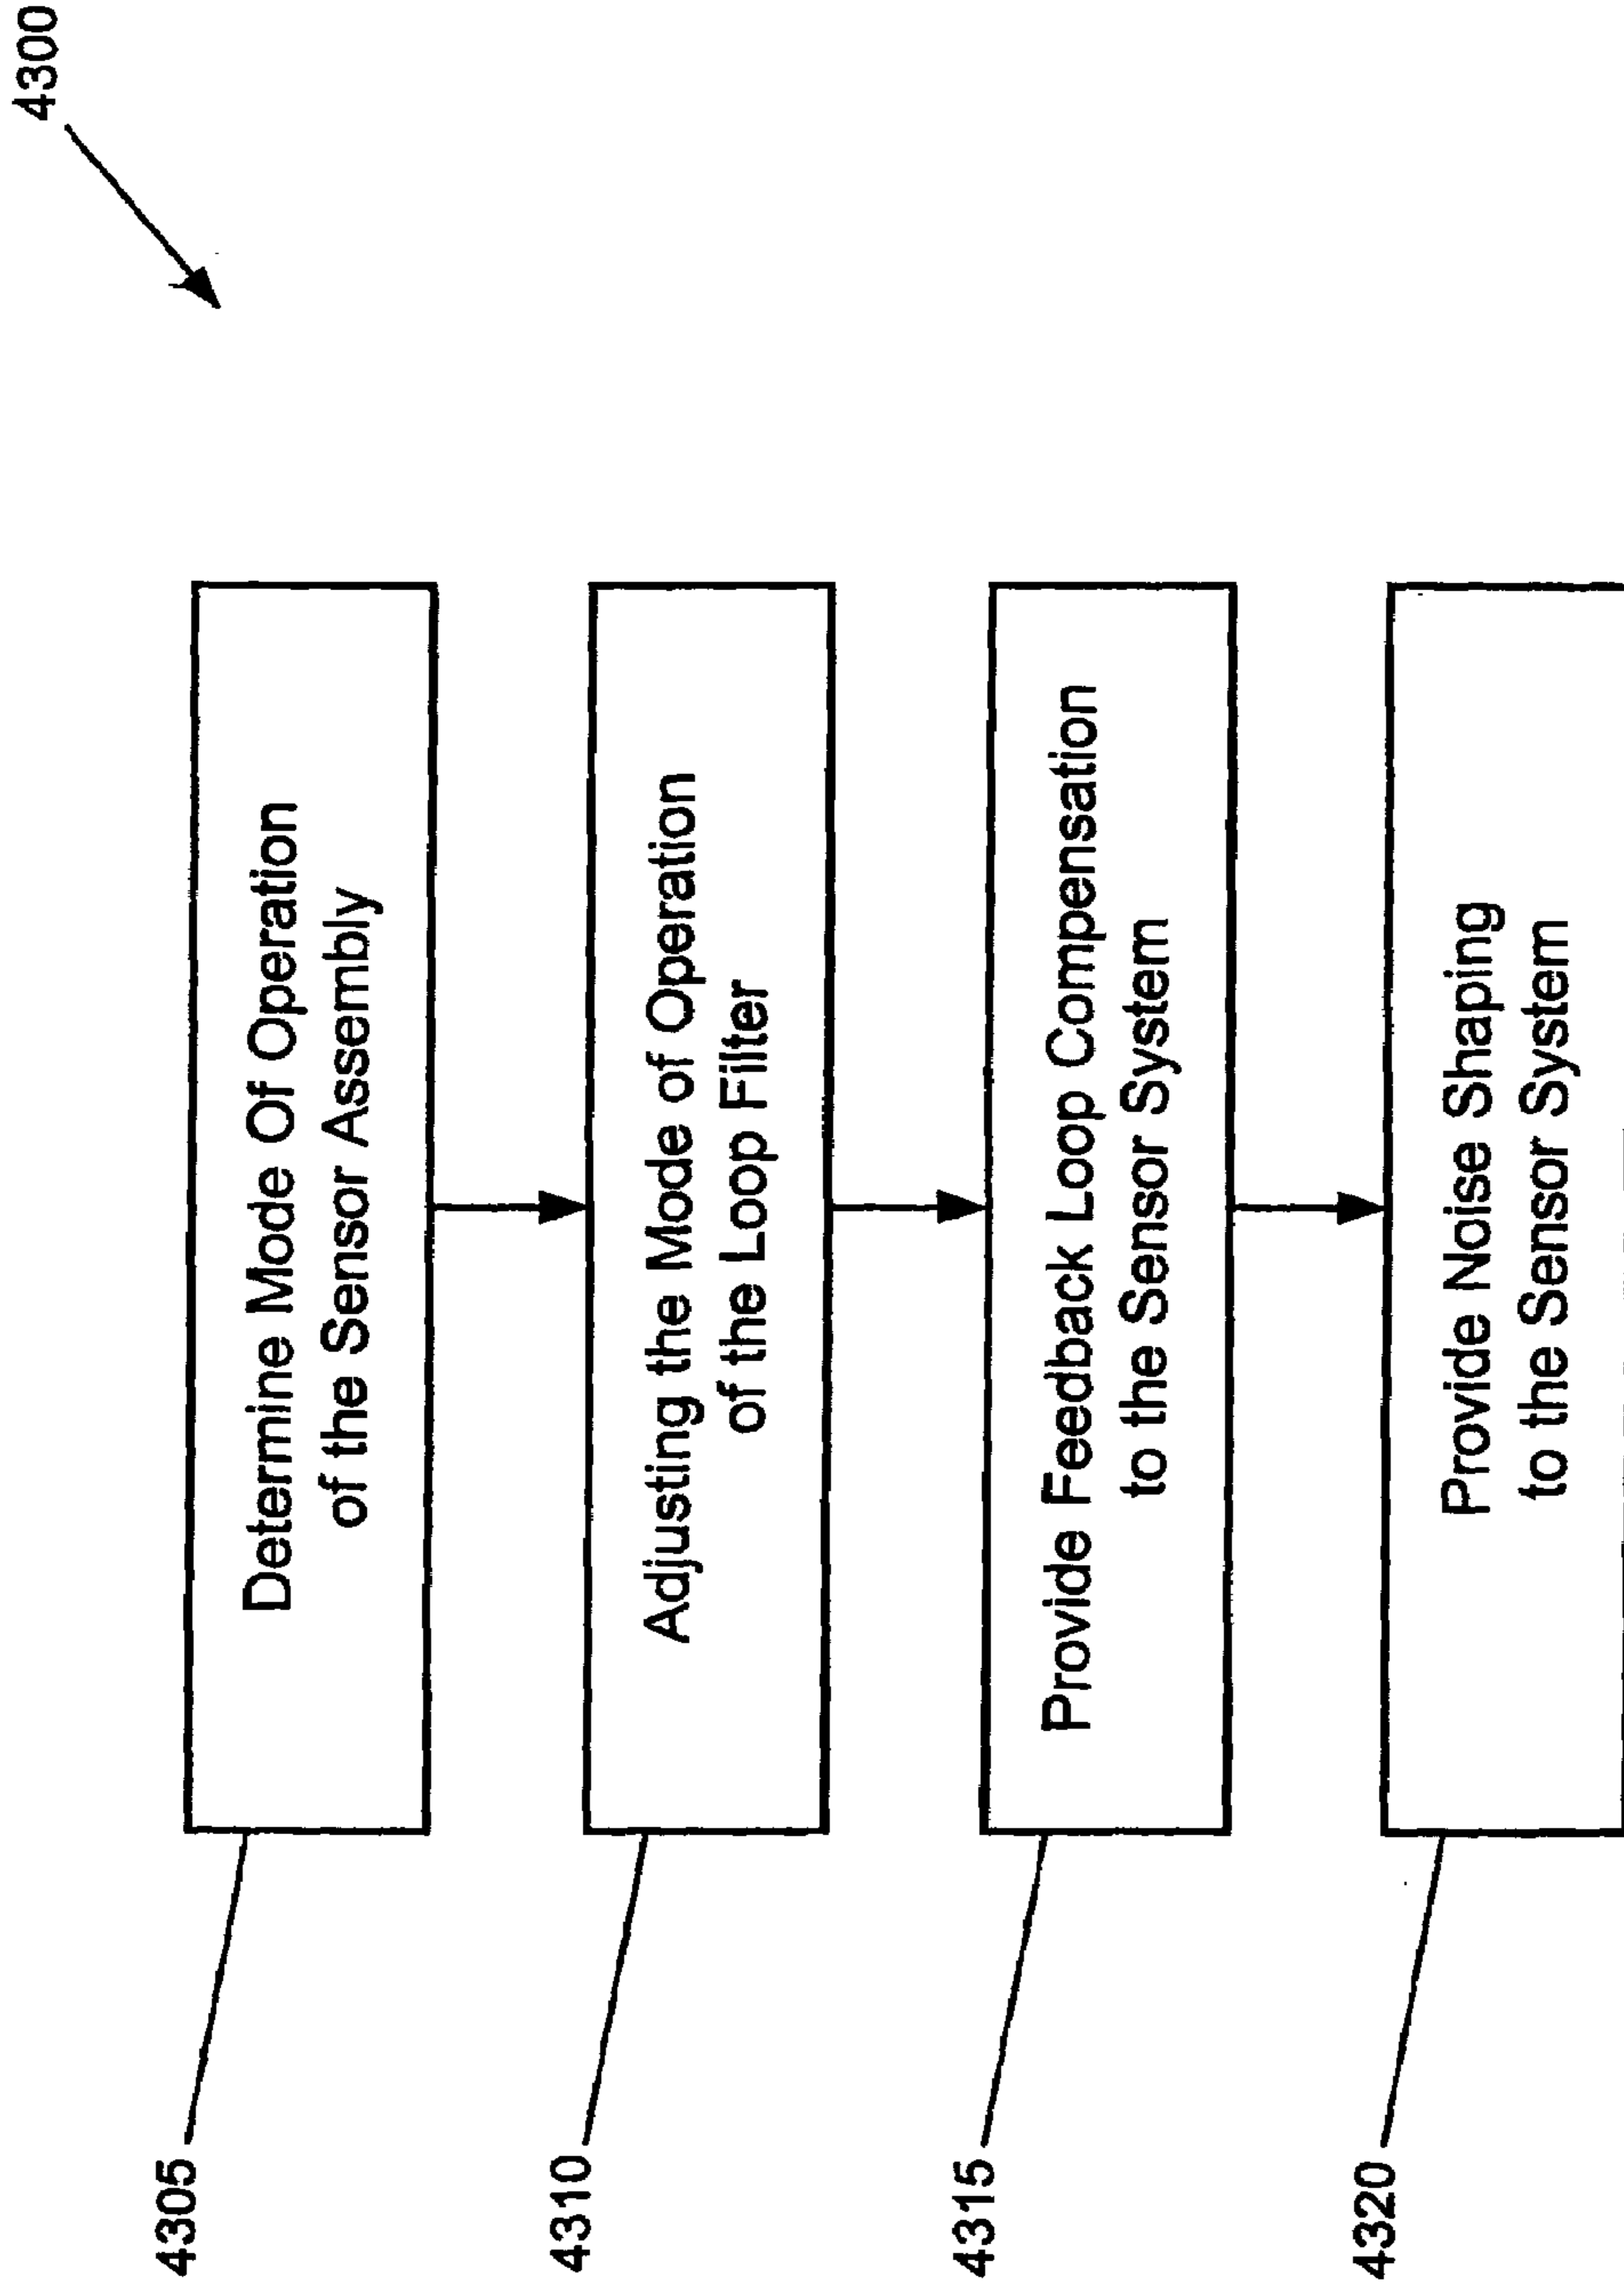 4300
4305
Determine Mode Of Operation
of the Sensor Assembly
4310
Adjusting the Mode of Operation
of the Loop Filter
4315
Provide Feedback Loop Compensation
to the Sensor System
4320
Provide Noise Shaping
to the Sensor System